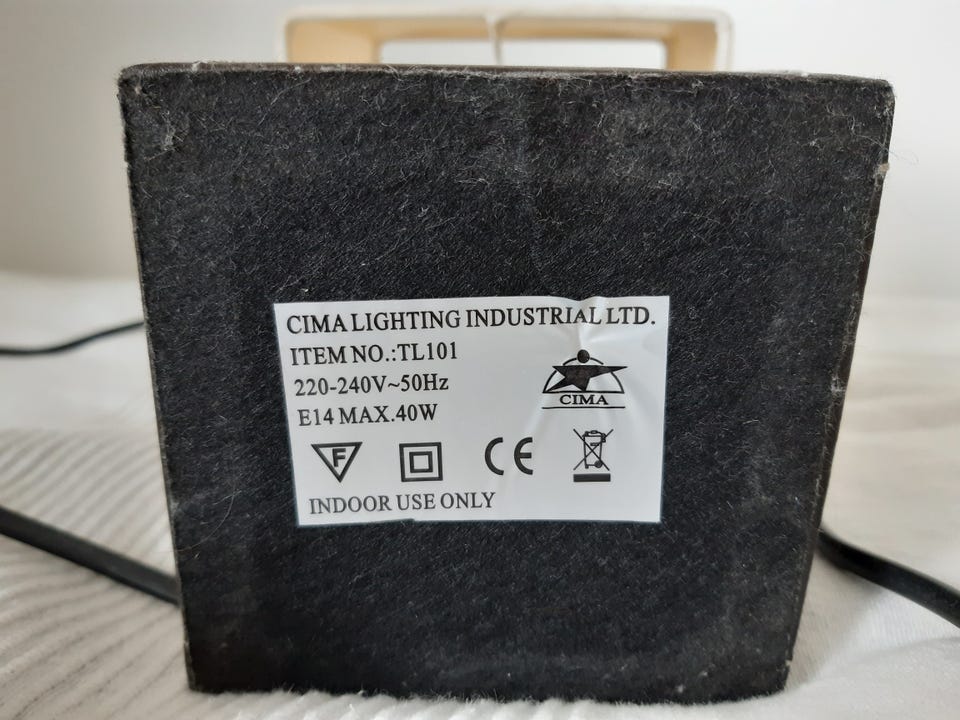 CIMA LIGHTING INDUSTRIAL LTD.
ITEM NO.:TL101
220-240V~50Hz
E14 MAX.40W
CIMA
F
CE
INDOOR USE ONLY